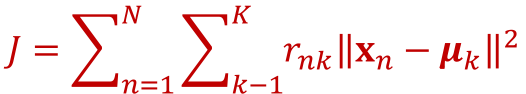 J = ∑_{n=1}^{N} ∑_{k-1}^{K} r_{nk} ‖𝐱_n − 𝝁_k‖²